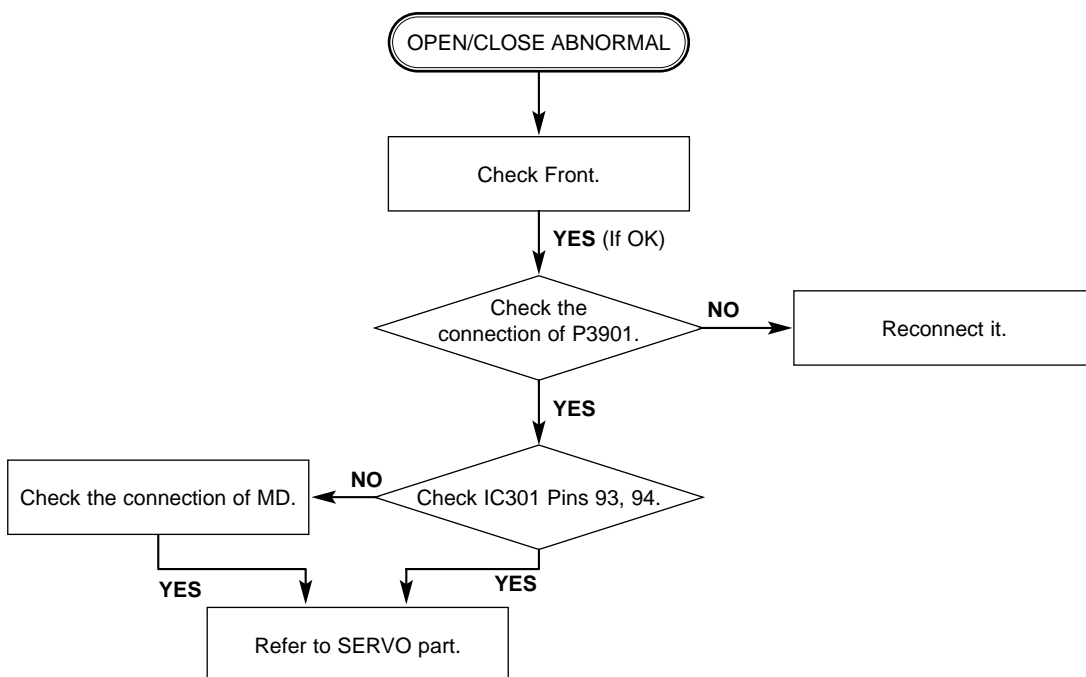 OPEN/CLOSE ABNORMAL
Check Front.
YES (If OK)
Check the
connection of P3901.
NO
Reconnect it.
YES
Check IC301 Pins 93, 94.
NO
Check the connection of MD.
YES
YES
Refer to SERVO part.